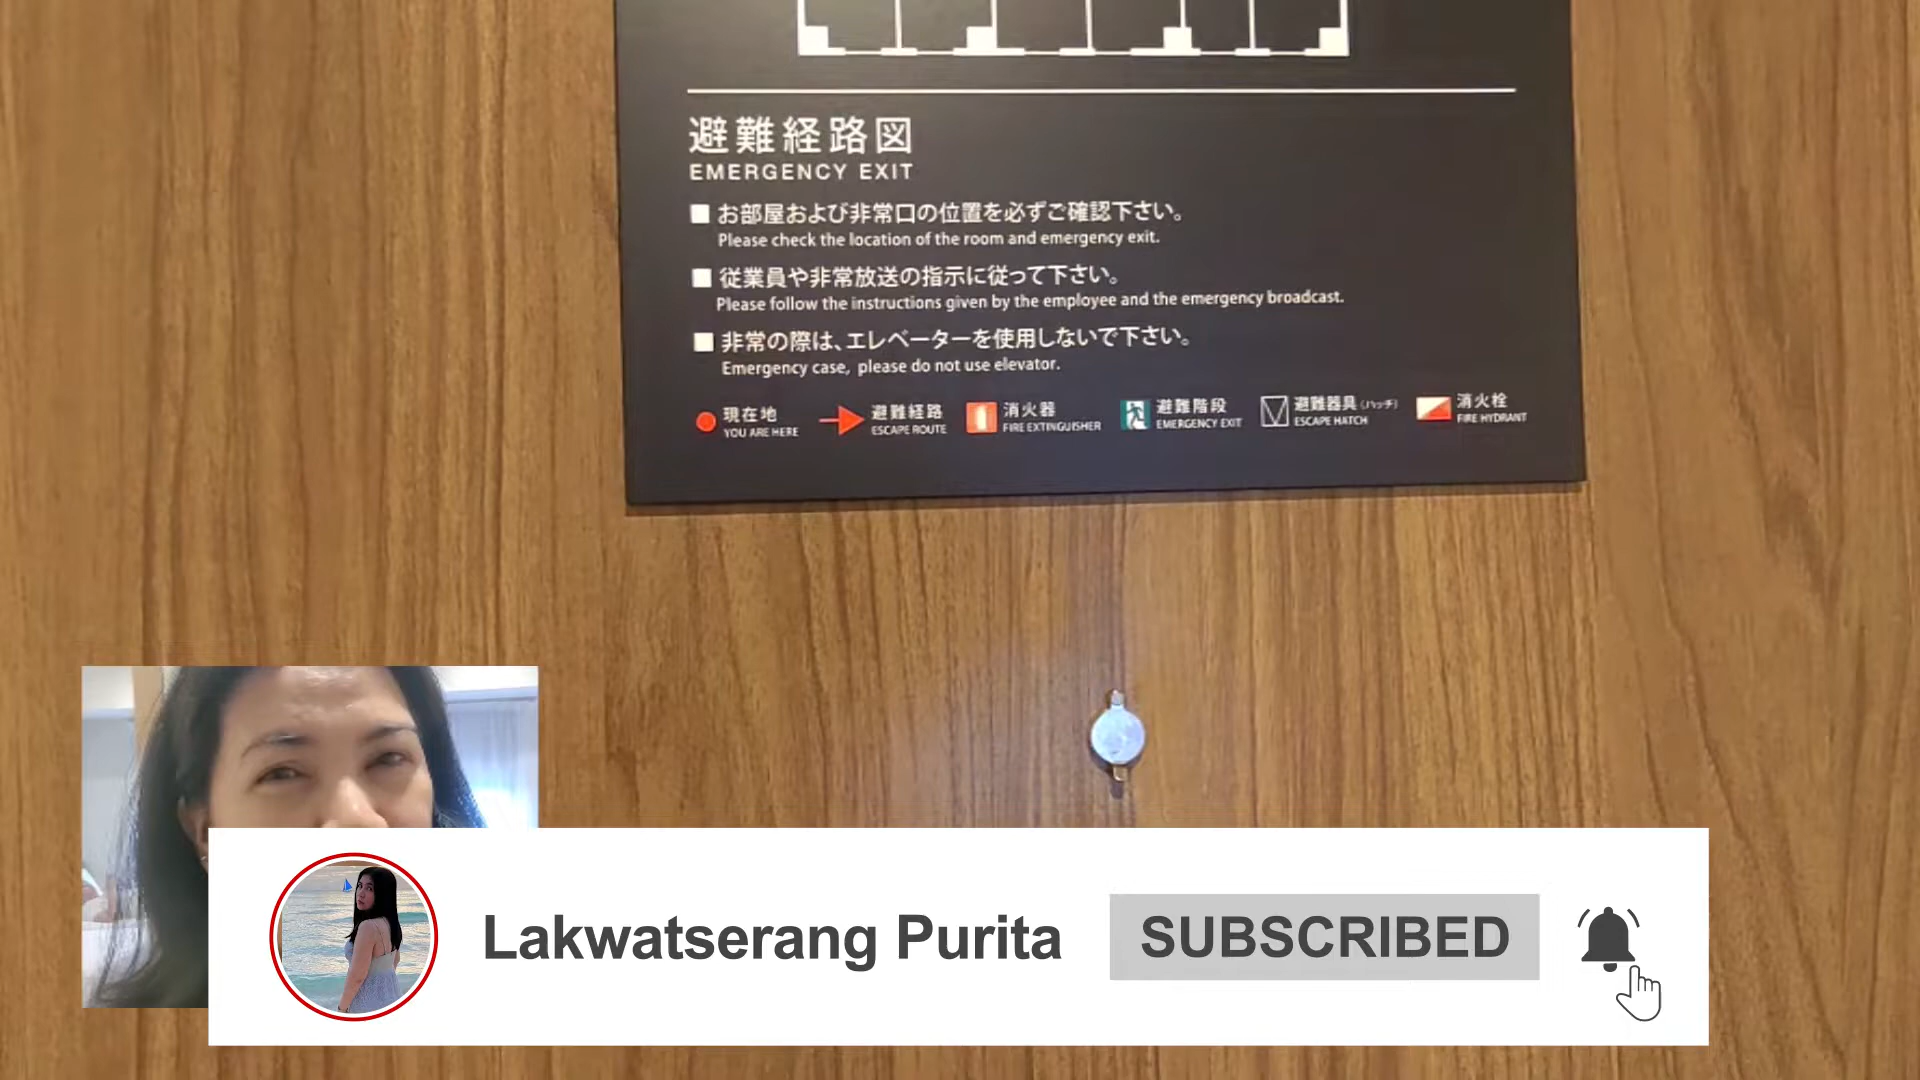 避難経路図
EMERGENCY EXIT
お部屋および非常口の位置を必ずご確認下さい。
Please check the location of the room and emergency exit.
従業員や非常放送の指示に従って下さい。
Please follow the instructions given by the employee and the emergency broadcast.
非常の際は、エレベーターを使用しないで下さい。
Emergency case, please do not use elevator.
現在地
YOU ARE HERE
避難経路
ESCAPE ROUTE
消火器
FIRE EXTINGUISHER
避難階段
EMERGENCY EXIT
避難器具(ハッチ)
ESCAPE HATCH
消火栓
FIRE HYDRANT
Lakwatserang Purita
SUBSCRIBED